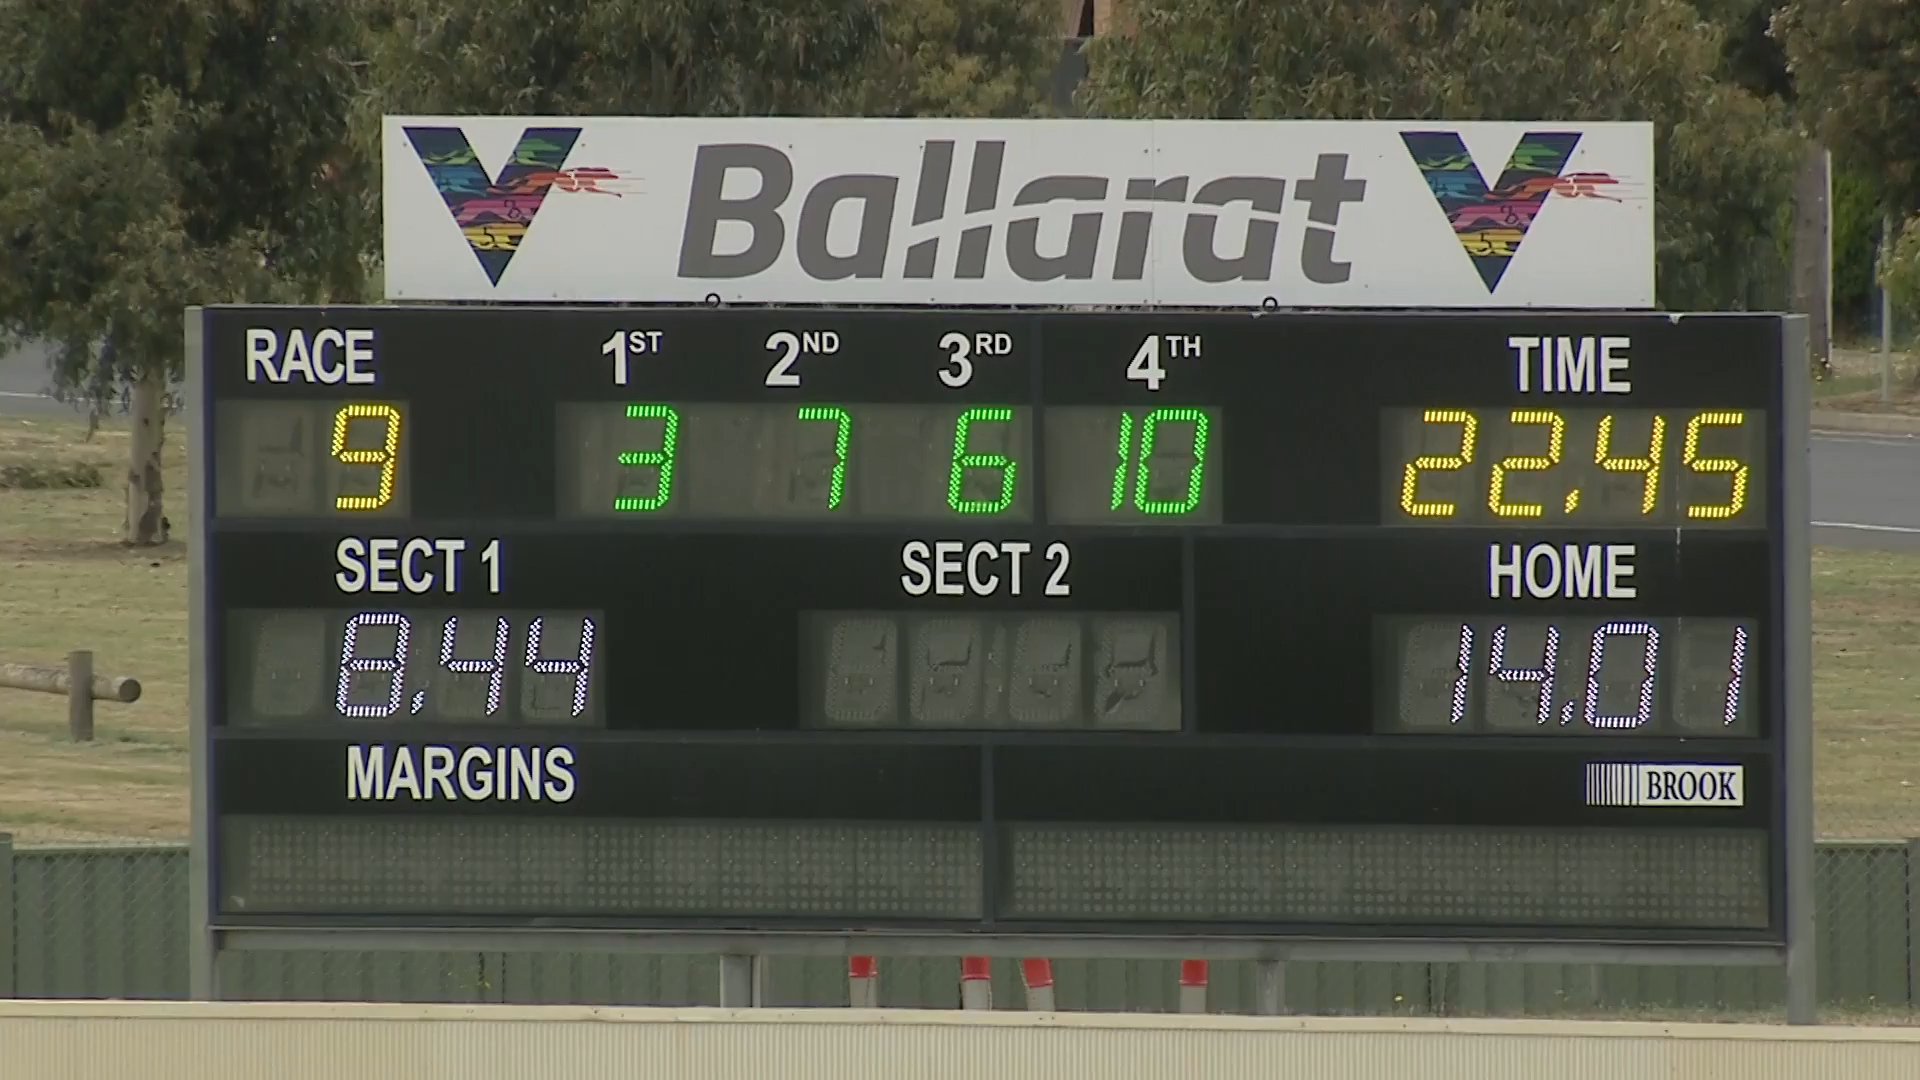 Ballarat
RACE 1ST 2ND 3RD 4TH TIME
9 3 7 6 10 22.45
SECT 1 SECT 2 HOME
8.44 14.01
MARGINS BROOK